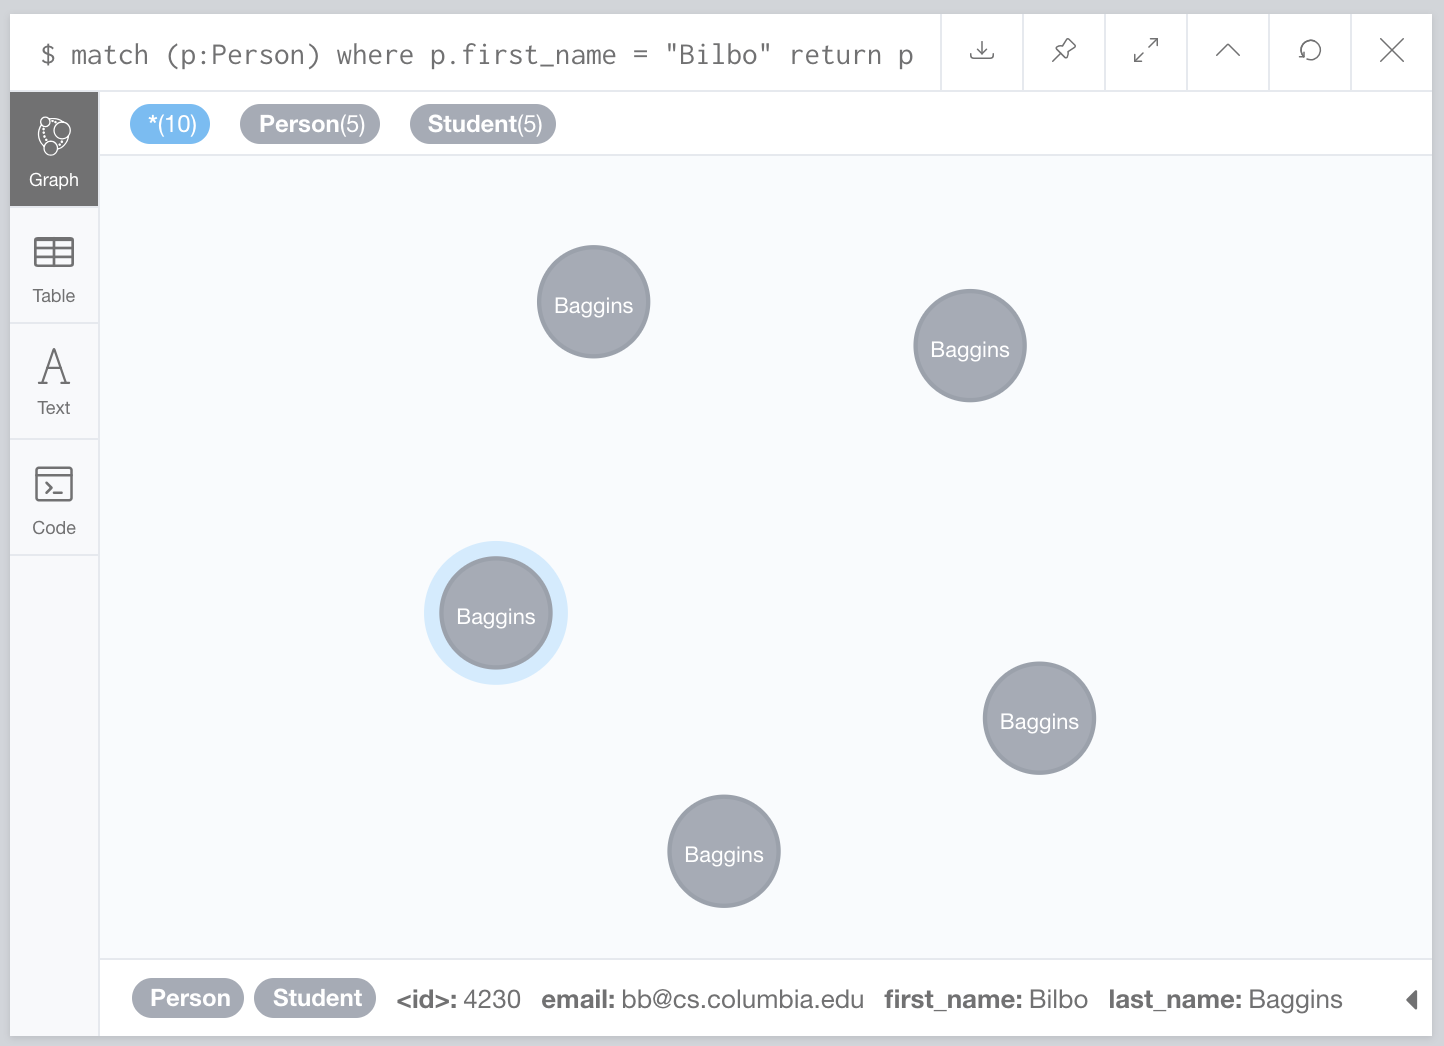 $ match (p:Person) where p.first_name = "Bilbo" return p
*(10) Person(5) Student(5)
Graph
Table
Text
Code
Baggins
Baggins
Baggins
Baggins
Baggins
Person Student <id>: 4230 email: bb@cs.columbia.edu first_name: Bilbo last_name: Baggins